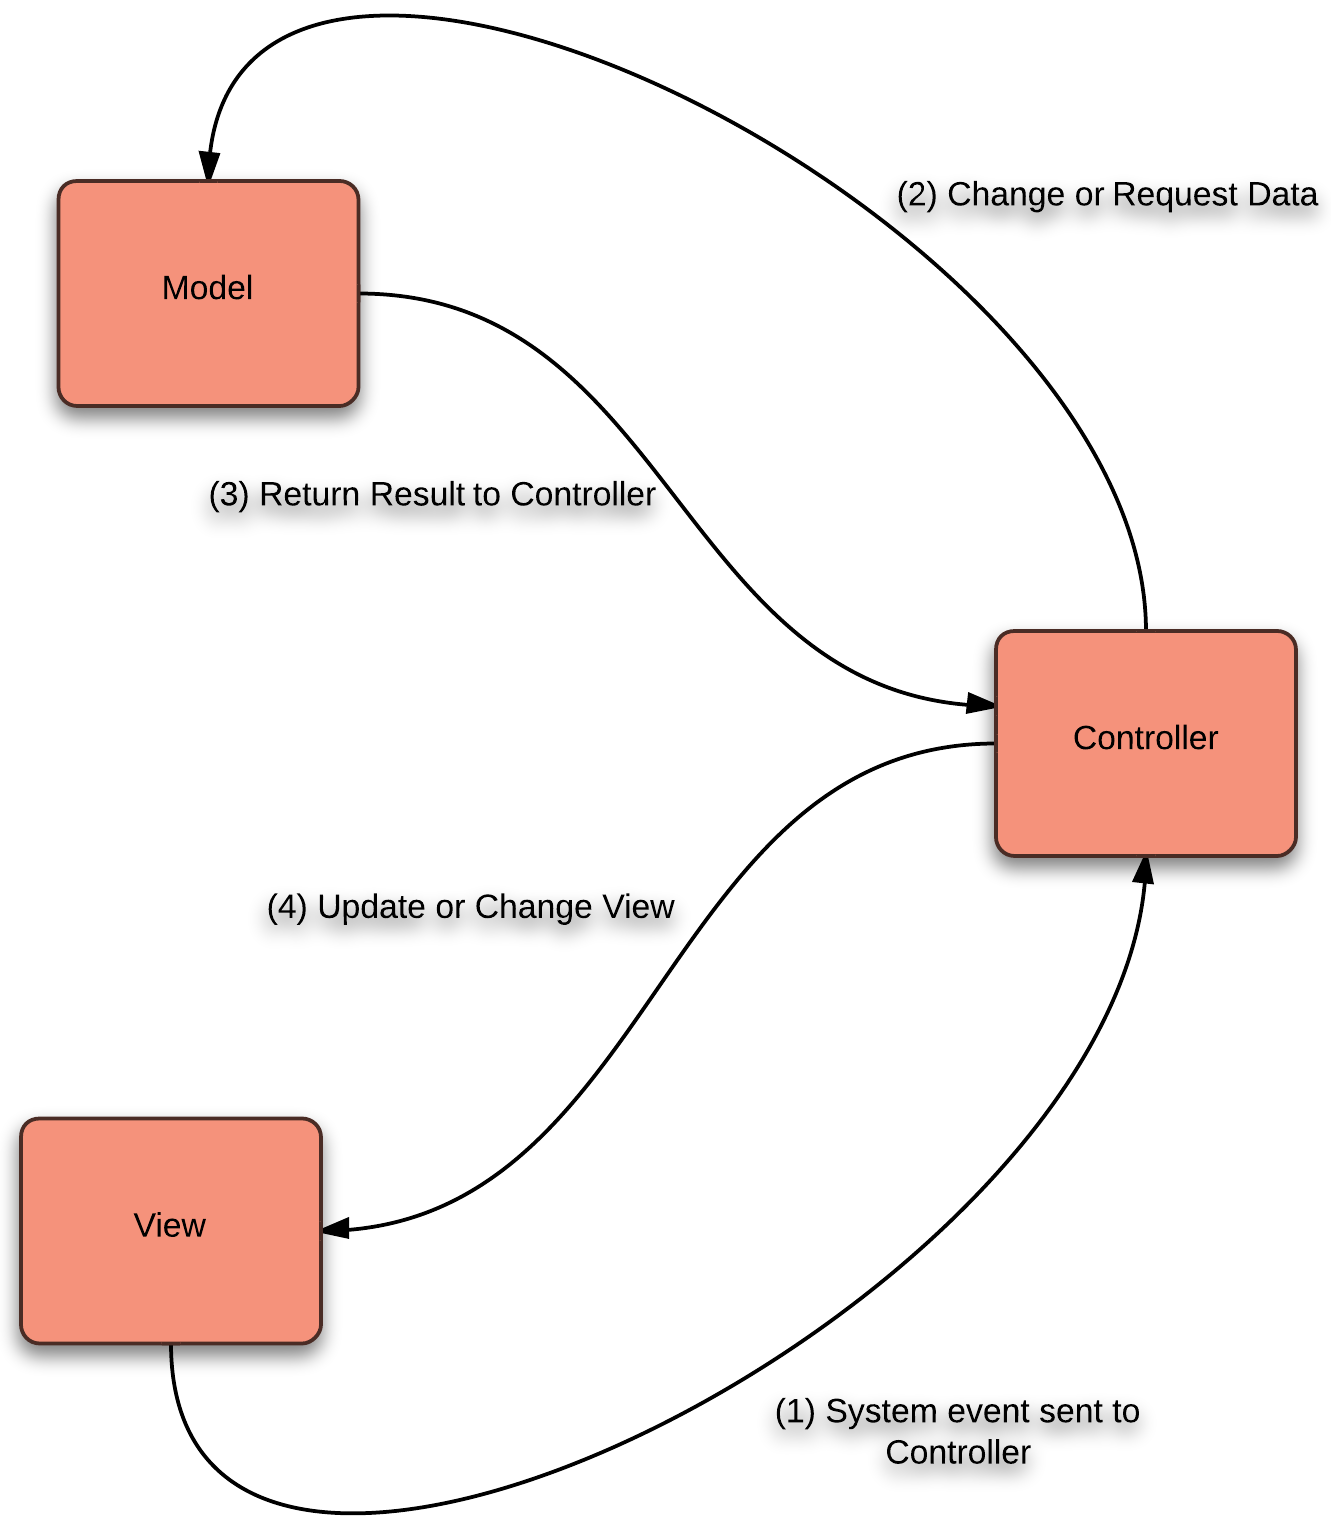 (2) Change or Request Data
Model
(3) Return Result to Controller
Controller
(4) Update or Change View
View
(1) System event sent to
Controller